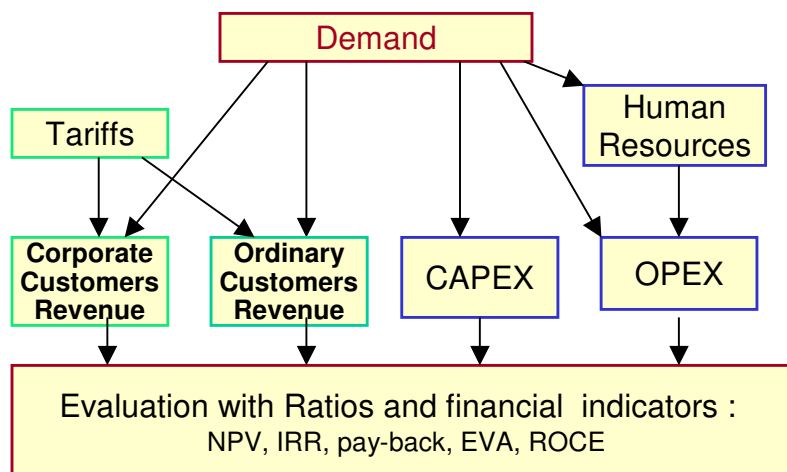 Demand
Tariffs
Human
Resources
Corporate
Customers
Revenue
Ordinary
Customers
Revenue
CAPEX
OPEX
Evaluation with Ratios and financial indicators :
NPV, IRR, pay-back, EVA, ROCE